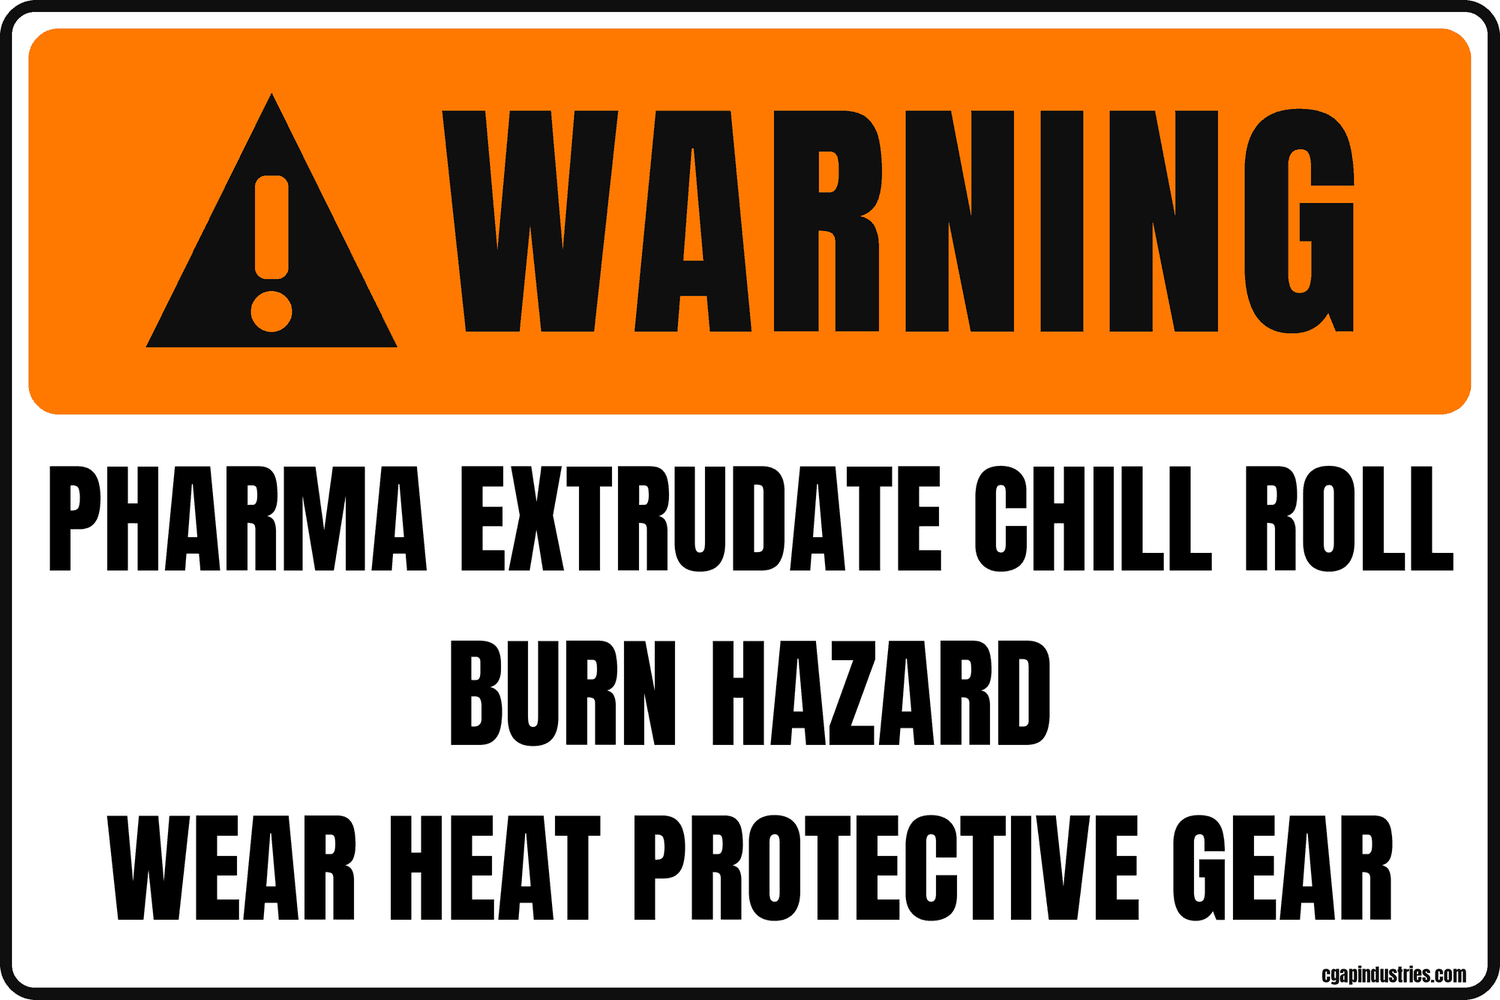 WARNING
PHARMA EXTRUDATE CHILL ROLL
BURN HAZARD
WEAR HEAT PROTECTIVE GEAR
cgapindustries.com